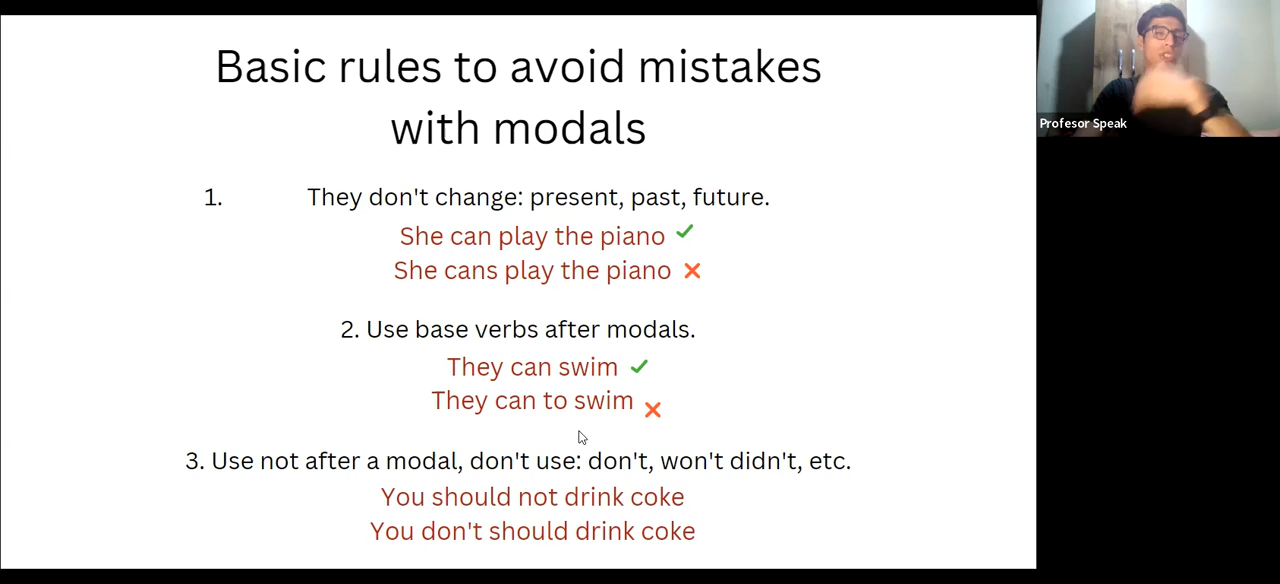 Basic rules to avoid mistakes
with modals
1. They don't change: present, past, future.
She can play the piano
She cans play the piano
2. Use base verbs after modals.
They can swim
They can to swim
3. Use not after a modal, don't use: don't, won't didn't, etc.
You should not drink coke
You don't should drink coke
Profesor Speak